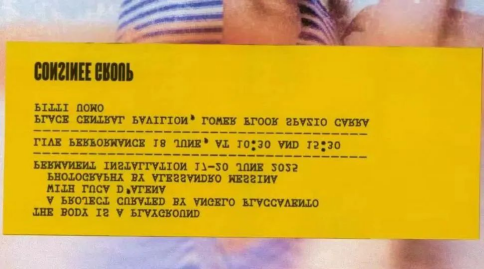 THE BODY IS A PLAYGROUND
A PROJECT CURATED BY ANGELO FLACCAVENTO
WITH LUCA D'ALENA
PHOTOGRAPHY BY ALESSANDRO MESSINA
PERMANENT INSTALLATION 17-20 JUNE 2025
LIVE PERFORMANCE 18 JUNE, AT 10:30 AND 15:30
PLACE CENTRAL PAVILION, LOWER FLOOR SPAZIO CARRA
PITTI UOMO
CONSINEE GROUP